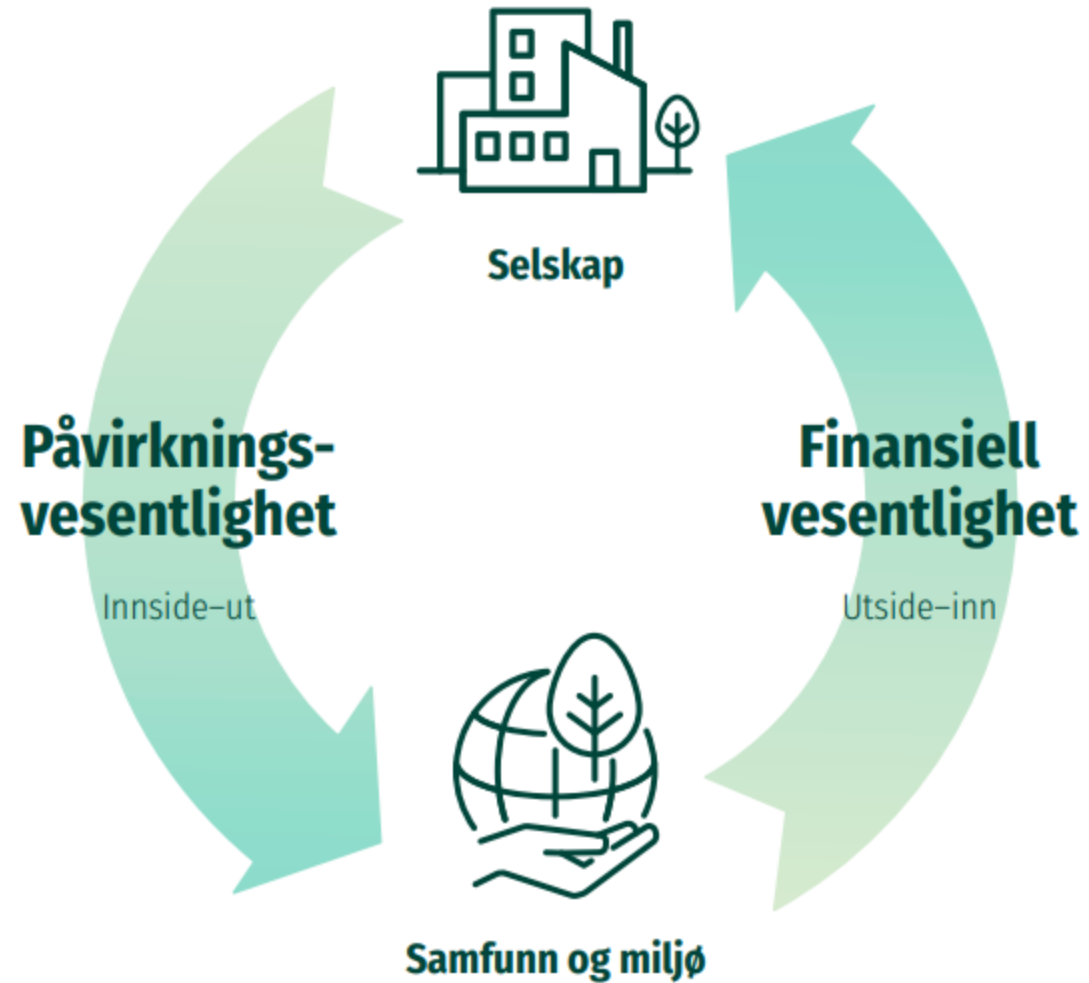 Selskap
Påvirknings-
vesentlighet
Innside–ut
Finansiell
vesentlighet
Utside–inn
Samfunn og miljø